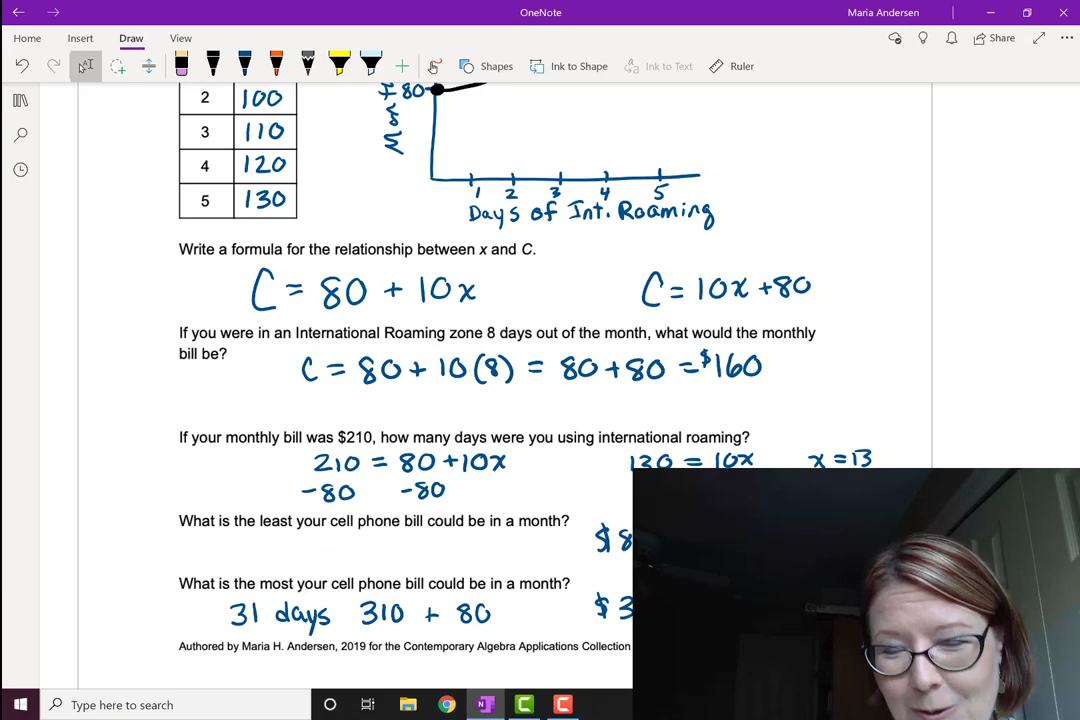 OneNote
Maria Andersen
Home Insert Draw View
Share
Shapes
Ink to Shape
Ink to Text
Ruler
2 100
3 110
4 120
5 130
80
1 2 3 4 5
Days of Int. Roaming
Write a formula for the relationship between x and C.
C = 80 + 10x
C = 10x + 80
If you were in an International Roaming zone 8 days out of the month, what would the monthly
bill be?
C = 80 + 10(8) = 80 + 80 = $160
If your monthly bill was $210, how many days were you using international roaming?
210 = 80 + 10x 130 = 10x x = 13
-80 -80
What is the least your cell phone bill could be in a month?
$8
What is the most your cell phone bill could be in a month?
31 days 310 + 80 $3
Authored by Maria H. Andersen, 2019 for the Contemporary Algebra Applications Collection
Type here to search